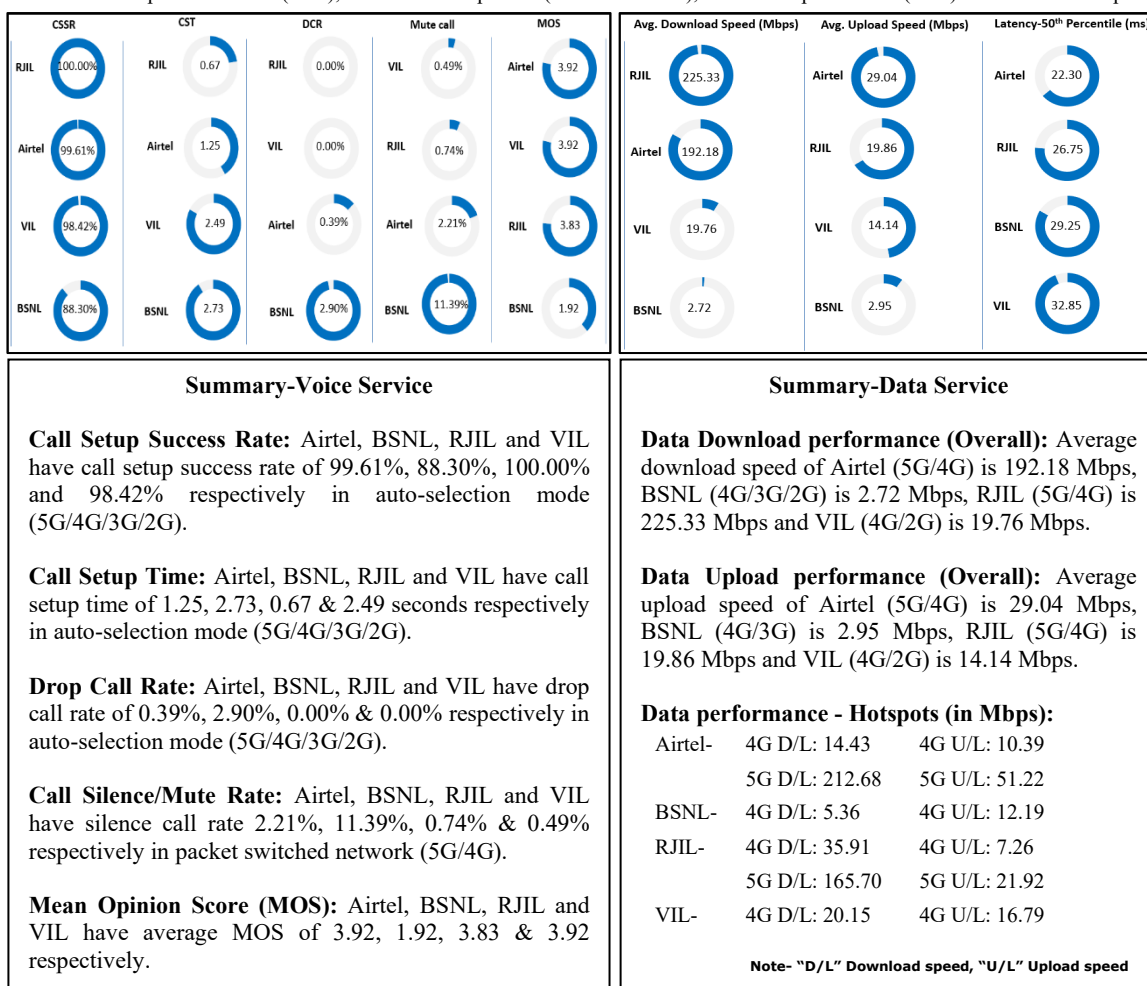 CSSR CST DCR Mute call MOS
RJIL 100.00% RJIL 0.67 RJIL 0.00% VIL 0.49% Airtel 3.92
Airtel 99.61% Airtel 1.25 VIL 0.00% RJIL 0.74% VIL 3.92
VIL 98.42% VIL 2.49 Airtel 0.39% Airtel 2.21% RJIL 3.83
BSNL 88.30% BSNL 2.73 BSNL 2.90% BSNL 11.39% BSNL 1.92
Avg. Download Speed (Mbps) Avg. Upload Speed (Mbps) Latency-50th Percentile (ms)
RJIL 225.33 Airtel 29.04 Airtel 22.30
Airtel 192.18 RJIL 19.86 RJIL 26.75
VIL 19.76 VIL 14.14 BSNL 29.25
BSNL 2.72 BSNL 2.95 VIL 32.85
Summary-Voice Service
Call Setup Success Rate: Airtel, BSNL, RJIL and VIL
have call setup success rate of 99.61%, 88.30%, 100.00%
and 98.42% respectively in auto-selection mode
(5G/4G/3G/2G).
Call Setup Time: Airtel, BSNL, RJIL and VIL have call
setup time of 1.25, 2.73, 0.67 & 2.49 seconds respectively
in auto-selection mode (5G/4G/3G/2G).
Drop Call Rate: Airtel, BSNL, RJIL and VIL have drop
call rate of 0.39%, 2.90%, 0.00% & 0.00% respectively in
auto-selection mode (5G/4G/3G/2G).
Call Silence/Mute Rate: Airtel, BSNL, RJIL and VIL
have silence call rate 2.21%, 11.39%, 0.74% & 0.49%
respectively in packet switched network (5G/4G).
Mean Opinion Score (MOS): Airtel, BSNL, RJIL and
VIL have average MOS of 3.92, 1.92, 3.83 & 3.92
respectively.
Summary-Data Service
Data Download performance (Overall): Average
download speed of Airtel (5G/4G) is 192.18 Mbps,
BSNL (4G/3G/2G) is 2.72 Mbps, RJIL (5G/4G) is
225.33 Mbps and VIL (4G/2G) is 19.76 Mbps.
Data Upload performance (Overall): Average
upload speed of Airtel (5G/4G) is 29.04 Mbps,
BSNL (4G/3G) is 2.95 Mbps, RJIL (5G/4G) is
19.86 Mbps and VIL (4G/2G) is 14.14 Mbps.
Data performance - Hotspots (in Mbps):
Airtel- 4G D/L: 14.43 4G U/L: 10.39
5G D/L: 212.68 5G U/L: 51.22
BSNL- 4G D/L: 5.36 4G U/L: 12.19
RJIL- 4G D/L: 35.91 4G U/L: 7.26
5G D/L: 165.70 5G U/L: 21.92
VIL- 4G D/L: 20.15 4G U/L: 16.79
Note- “D/L” Download speed, “U/L” Upload speed